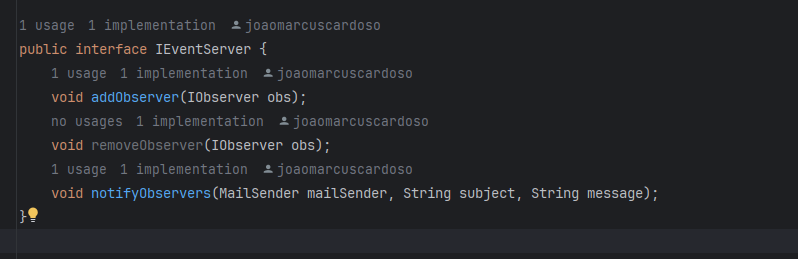 1 usage 1 implementation joaomarcuscardoso
public interface IEventServer {
1 usage 1 implementation joaomarcuscardoso
void addObserver(IObserver obs);
no usages 1 implementation joaomarcuscardoso
void removeObserver(IObserver obs);
1 usage 1 implementation joaomarcuscardoso
void notifyObservers(MailSender mailSender, String subject, String message);
}